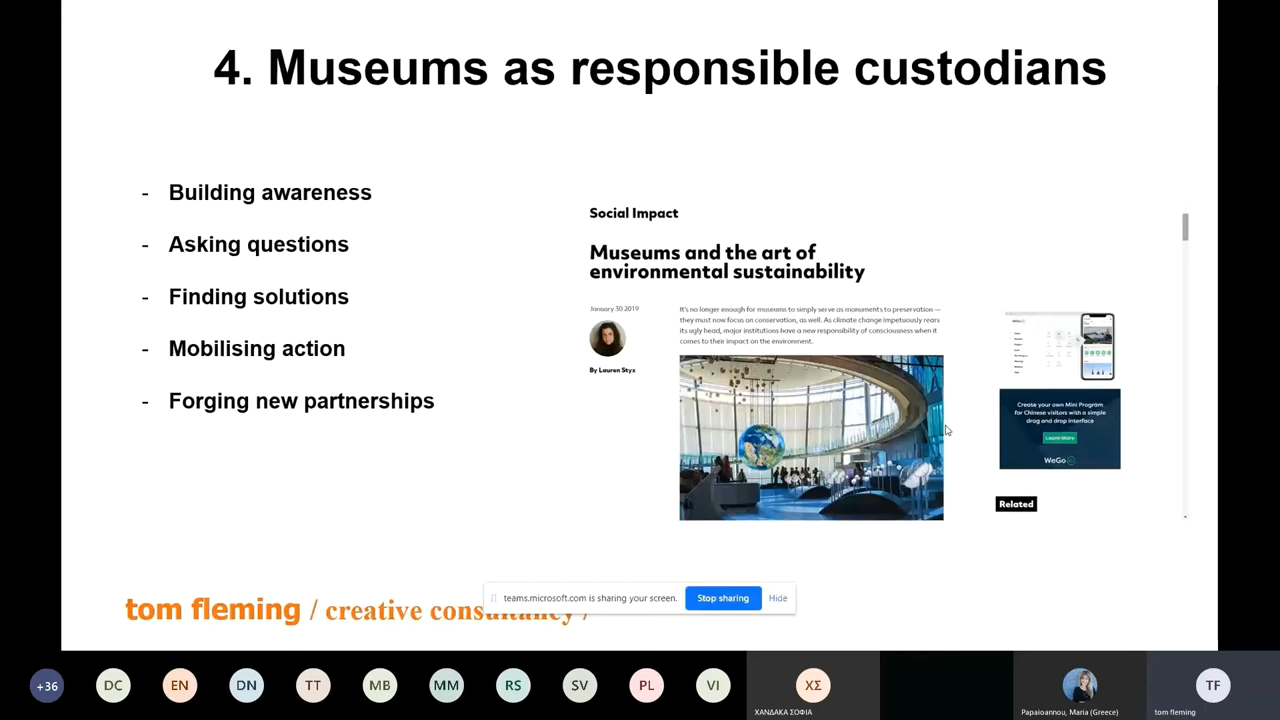 4. Museums as responsible custodians
- Building awareness
- Asking questions
- Finding solutions
- Mobilising action
- Forging new partnerships
Social Impact
Museums and the art of
environmental sustainability
January 30 2019
By Lauren Styx
It's no longer enough for museums to simply serve as monuments to preservation —
they must now focus on conservation, as well. As climate change impetuously rears
its ugly head, major institutions have a new responsibility of consciousness when it
comes to their impact on the environment.
Create your own Mini Program
for Chinese visitors with a simple
drag and drop interface
Learn More
WeGo
Related
tom fleming / creative consultancy /
teams.microsoft.com is sharing your screen.
Stop sharing
Hide
+36
DC
EN
DN
TT
MB
MM
RS
SV
PL
VI
ΧΣ
ΧΑΝΔΑΚΑ ΣΟΦΙΑ
Papaioannou, Maria (Greece)
TF
tom fleming